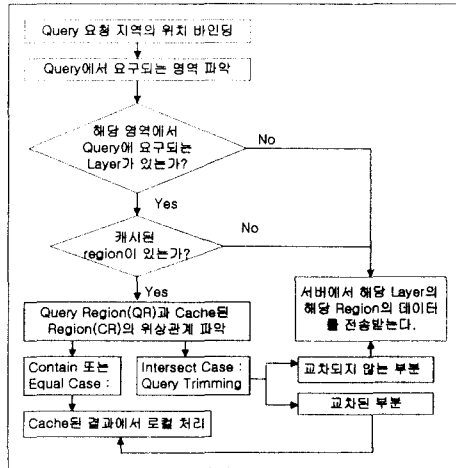 Query 요청 지역의 위치 바인딩
Query에서 요구되는 영역 파악
해당 영역에서
Query에 요구되는
Layer가 있는가?
No
Yes
캐시된
region이 있는가?
No
Yes
서버에서 해당 Layer의
해당 Region의 데이터
를 전송받는다.
Query Region(QR)과 Cache된
Region(CR)의 위상관계 파악
Contain 또는
Equal Case :
Intersect Case :
Query Trimming
교차되지 않는 부분
교차된 부분
Cache된 결과에서 로컬 처리